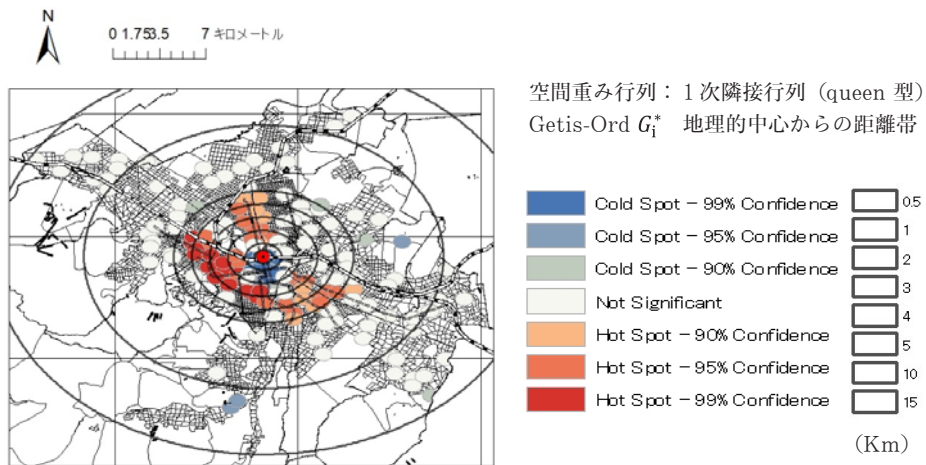 N
0 1.753.5 7 キロメートル
空間重み行列：1次隣接行列（queen 型）
Getis-Ord G*i 地理的中心からの距離帯
Cold Spot − 99% Confidence
Cold Spot − 95% Confidence
Cold Spot − 90% Confidence
Not Significant
Hot Spot − 90% Confidence
Hot Spot − 95% Confidence
Hot Spot − 99% Confidence
0.5
1
2
3
4
5
10
15
(Km)